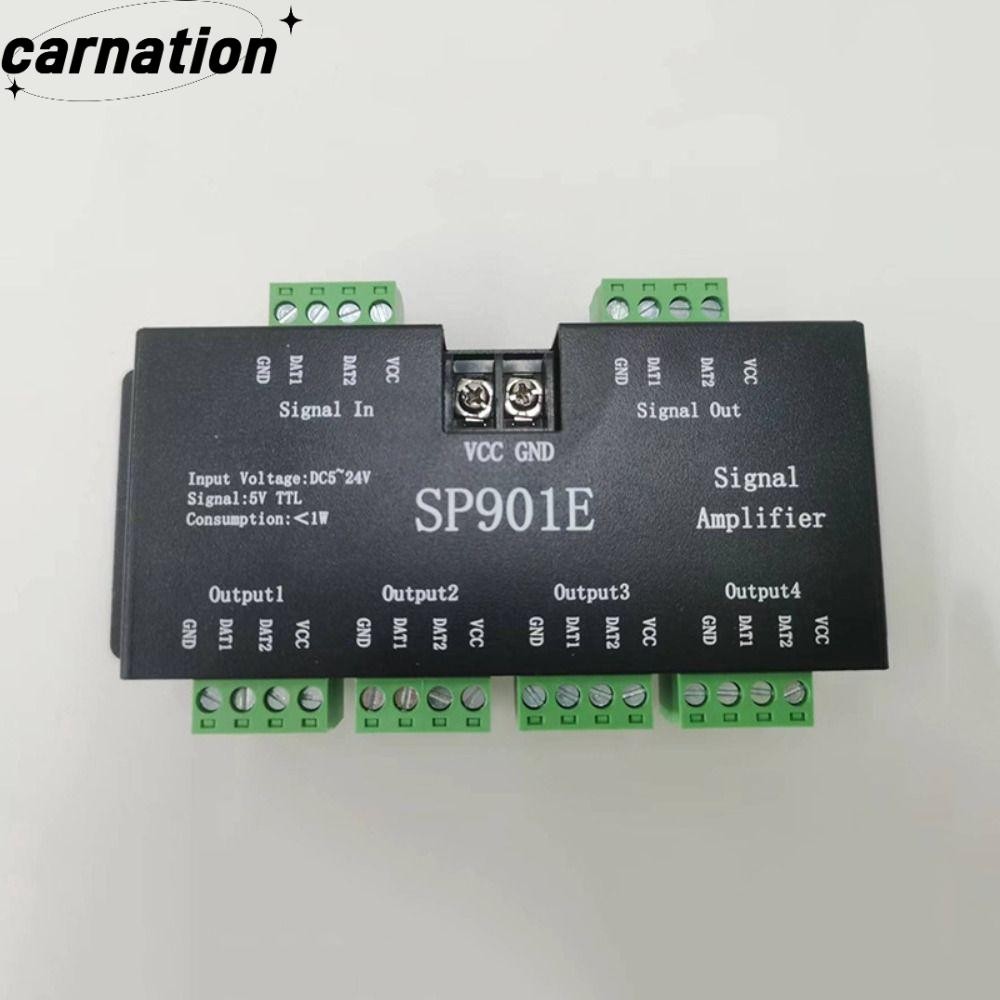 carnation
GND DAT1 DAT2 VCC
Signal In
GND DAT1 DAT2 VCC
Signal Out
VCC GND
Input Voltage:DC5~24V
Signal:5V TTL
Consumption:<1W
SP901E
Signal
Amplifier
Output1
GND DAT1 DAT2 VCC
Output2
GND DAT1 DAT2 VCC
Output3
GND DAT1 DAT2 VCC
Output4
GND DAT1 DAT2 VCC